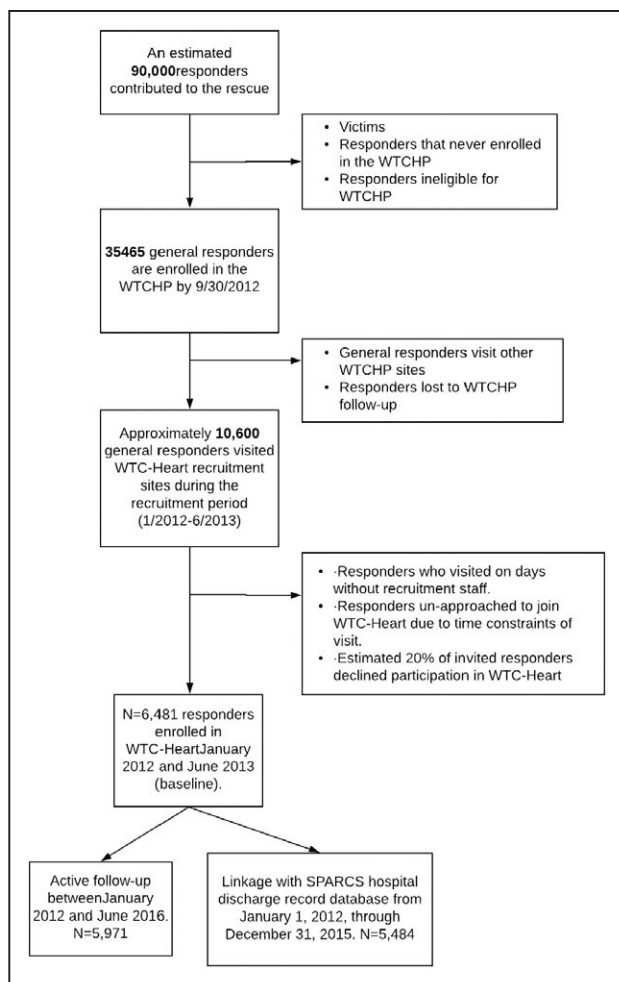 An estimated
90,000responders
contributed to the rescue
• Victims
• Responders that never enrolled
in the WTCHP
• Responders ineligible for
WTCHP
35465 general responders
are enrolled in the
WTCHP by 9/30/2012
• General responders visit other
WTCHP sites
• Responders lost to WTCHP
follow-up
Approximately 10,600
general responders visited
WTC-Heart recruitment
sites during the
recruitment period
(1/2012-6/2013)
• ·Responders who visited on days
without recruitment staff.
• ·Responders un-approached to join
WTC-Heart due to time constraints of
visit.
• ·Estimated 20% of invited responders
declined participation in WTC-Heart
N=6,481 responders
enrolled in
WTC-HeartJanuary
2012 and June 2013
(baseline).
Active follow-up
betweenJanuary
2012 and June 2016.
N=5,971
Linkage with SPARCS hospital
discharge record database from
January 1, 2012, through
December 31, 2015. N=5,484